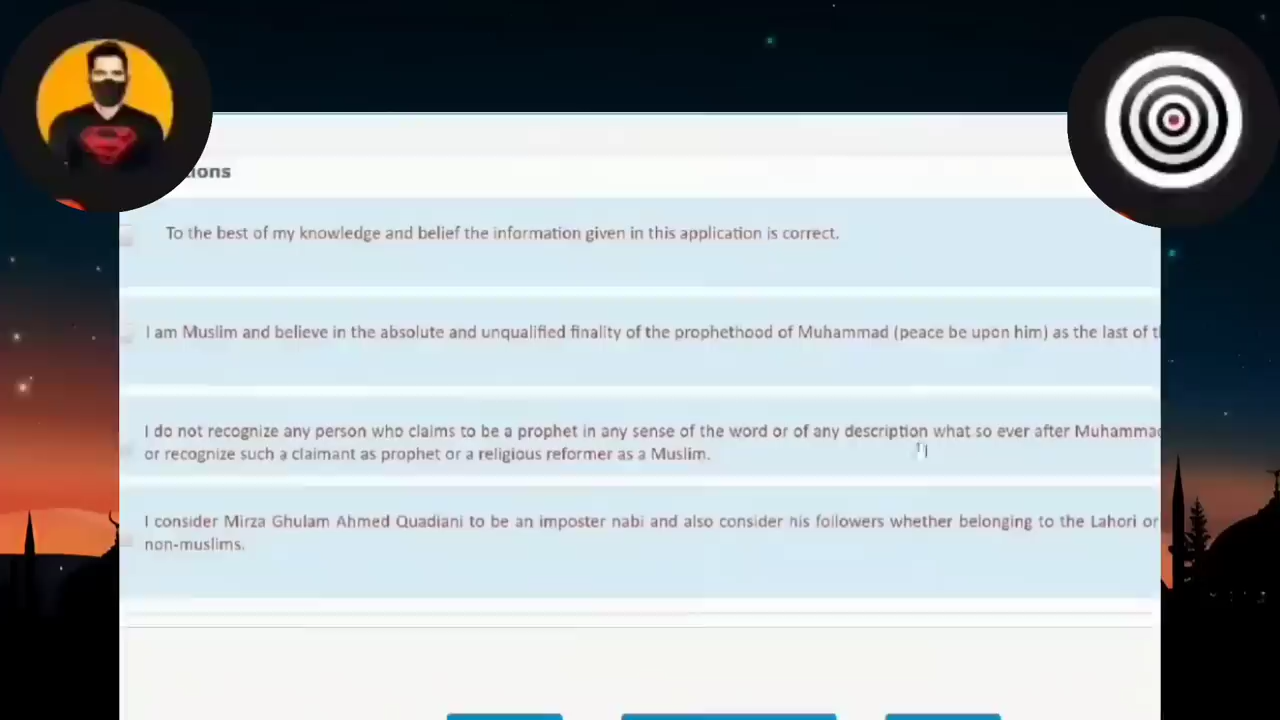 ions
To the best of my knowledge and belief the information given in this application is correct.
I am Muslim and believe in the absolute and unqualified finality of the prophethood of Muhammad (peace be upon him) as the last of t
I do not recognize any person who claims to be a prophet in any sense of the word or of any description what so ever after Muhammad
or recognize such a claimant as prophet or a religious reformer as a Muslim.
I consider Mirza Ghulam Ahmed Quadiani to be an imposter nabi and also consider his followers whether belonging to the Lahori or
non-muslims.